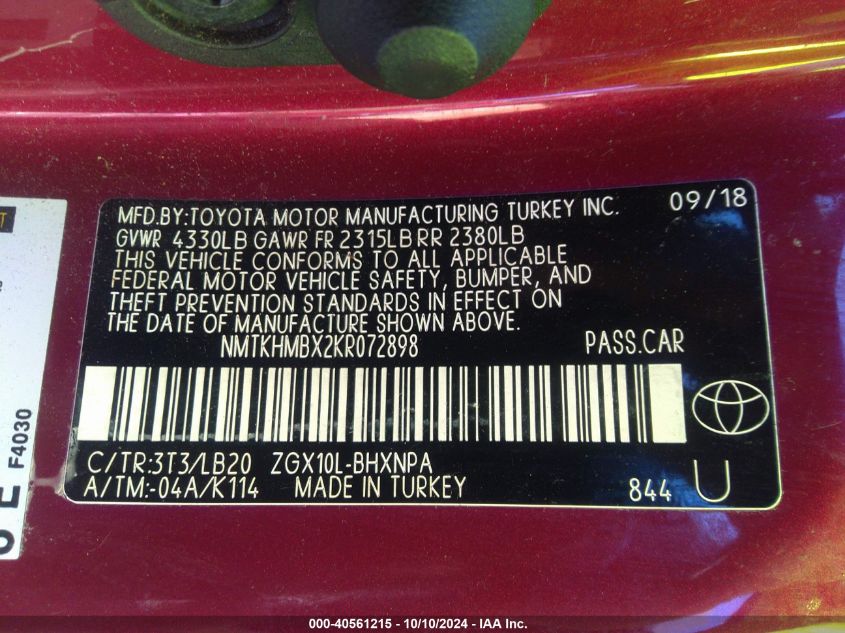 MFD.BY:TOYOTA MOTOR MANUFACTURING TURKEY INC. 09/18
GVWR 4330LB GAWR FR 2315LB RR 2380LB
THIS VEHICLE CONFORMS TO ALL APPLICABLE
FEDERAL MOTOR VEHICLE SAFETY, BUMPER, AND
THEFT PREVENTION STANDARDS IN EFFECT ON
THE DATE OF MANUFACTURE SHOWN ABOVE.
NMTKHMBX2KR072898 PASS.CAR
C/TR:3T3/LB20 ZGX10L-BHXNPA
A/TM:-04A/K114 MADE IN TURKEY 844 U
F4030
000-40561215 - 10/10/2024 - IAA Inc.